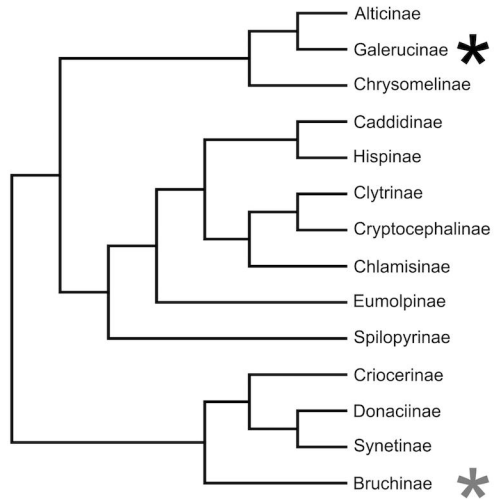 Alticinae
Galerucinae *
Chrysomelinae
Caddidinae
Hispinae
Clytrinae
Cryptocephalinae
Chlamisinae
Eumolpinae
Spilopyrinae
Criocerinae
Donaciinae
Synetinae
Bruchinae *